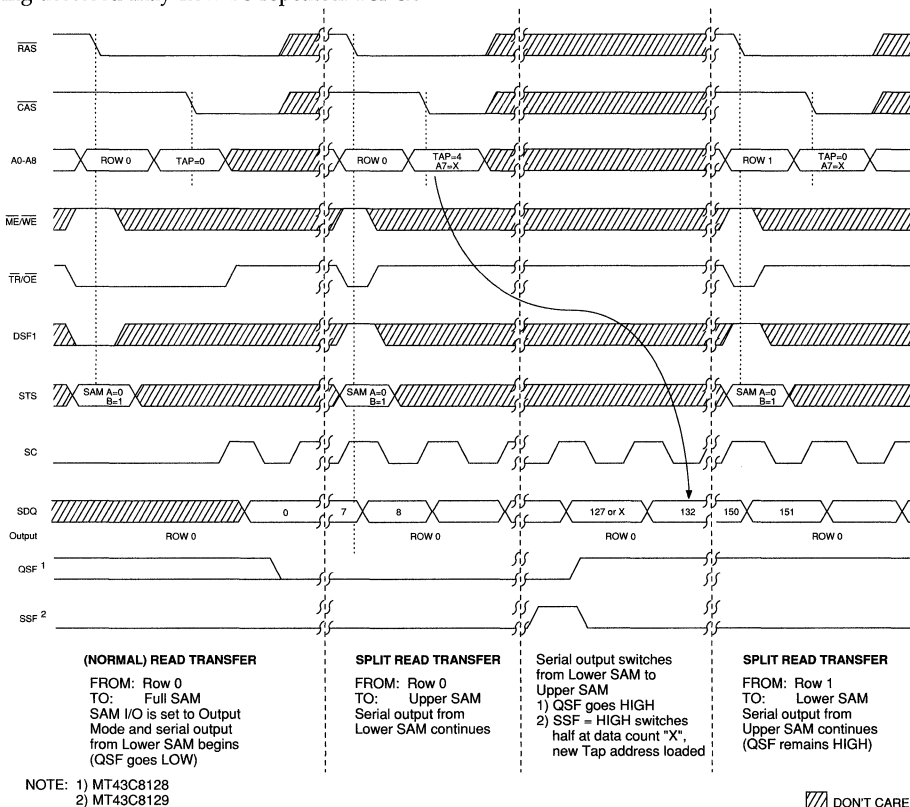 RAS
CAS
A0-A8 ROW 0 TAP=0 ROW 0 TAP=4 A7=X ROW 1 TAP=0 A7=X
ME/WE
TR/OE
DSF1
STS SAM A=0 B=1 SAM A=0 B=1 SAM A=0 B=1
SC
SDQ 0 7 8 127 or X 132 150 151
Output ROW 0 ROW 0 ROW 0 ROW 0
QSF 1
SSF 2
(NORMAL) READ TRANSFER
FROM: Row 0
TO: Full SAM
SAM I/O is set to Output
Mode and serial output
from Lower SAM begins
(QSF goes LOW)
SPLIT READ TRANSFER
FROM: Row 0
TO: Upper SAM
Serial output from
Lower SAM continues
Serial output switches
from Lower SAM to
Upper SAM
1) QSF goes HIGH
2) SSF = HIGH switches
half at data count "X",
new Tap address loaded
SPLIT READ TRANSFER
FROM: Row 1
TO: Lower SAM
Serial output from
Upper SAM continues
(QSF remains HIGH)
NOTE: 1) MT43C8128
2) MT43C8129
DON'T CARE